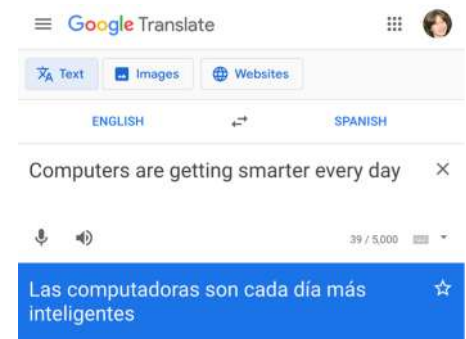 Google Translate
Text Images Websites
ENGLISH SPANISH
Computers are getting smarter every day
39 / 5,000
Las computadoras son cada día más
inteligentes